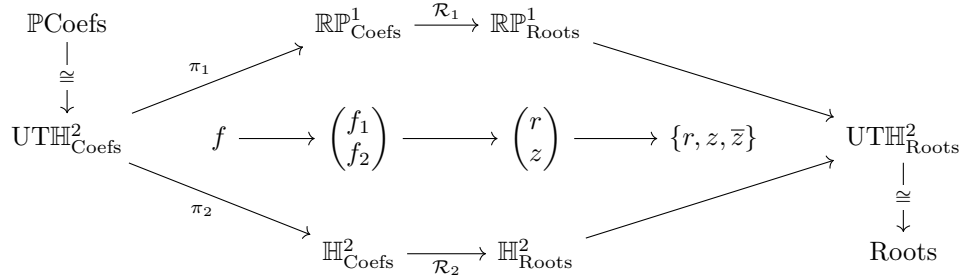 ℙCoefs ℝℙ¹_Coefs ℛ₁ ℝℙ¹_Roots
≅ π₁
UTℍ²_Coefs f (f₁ f₂) (r z) {r, z, z̅} UTℍ²_Roots
π₂ ≅
ℍ²_Coefs ℛ₂ ℍ²_Roots Roots